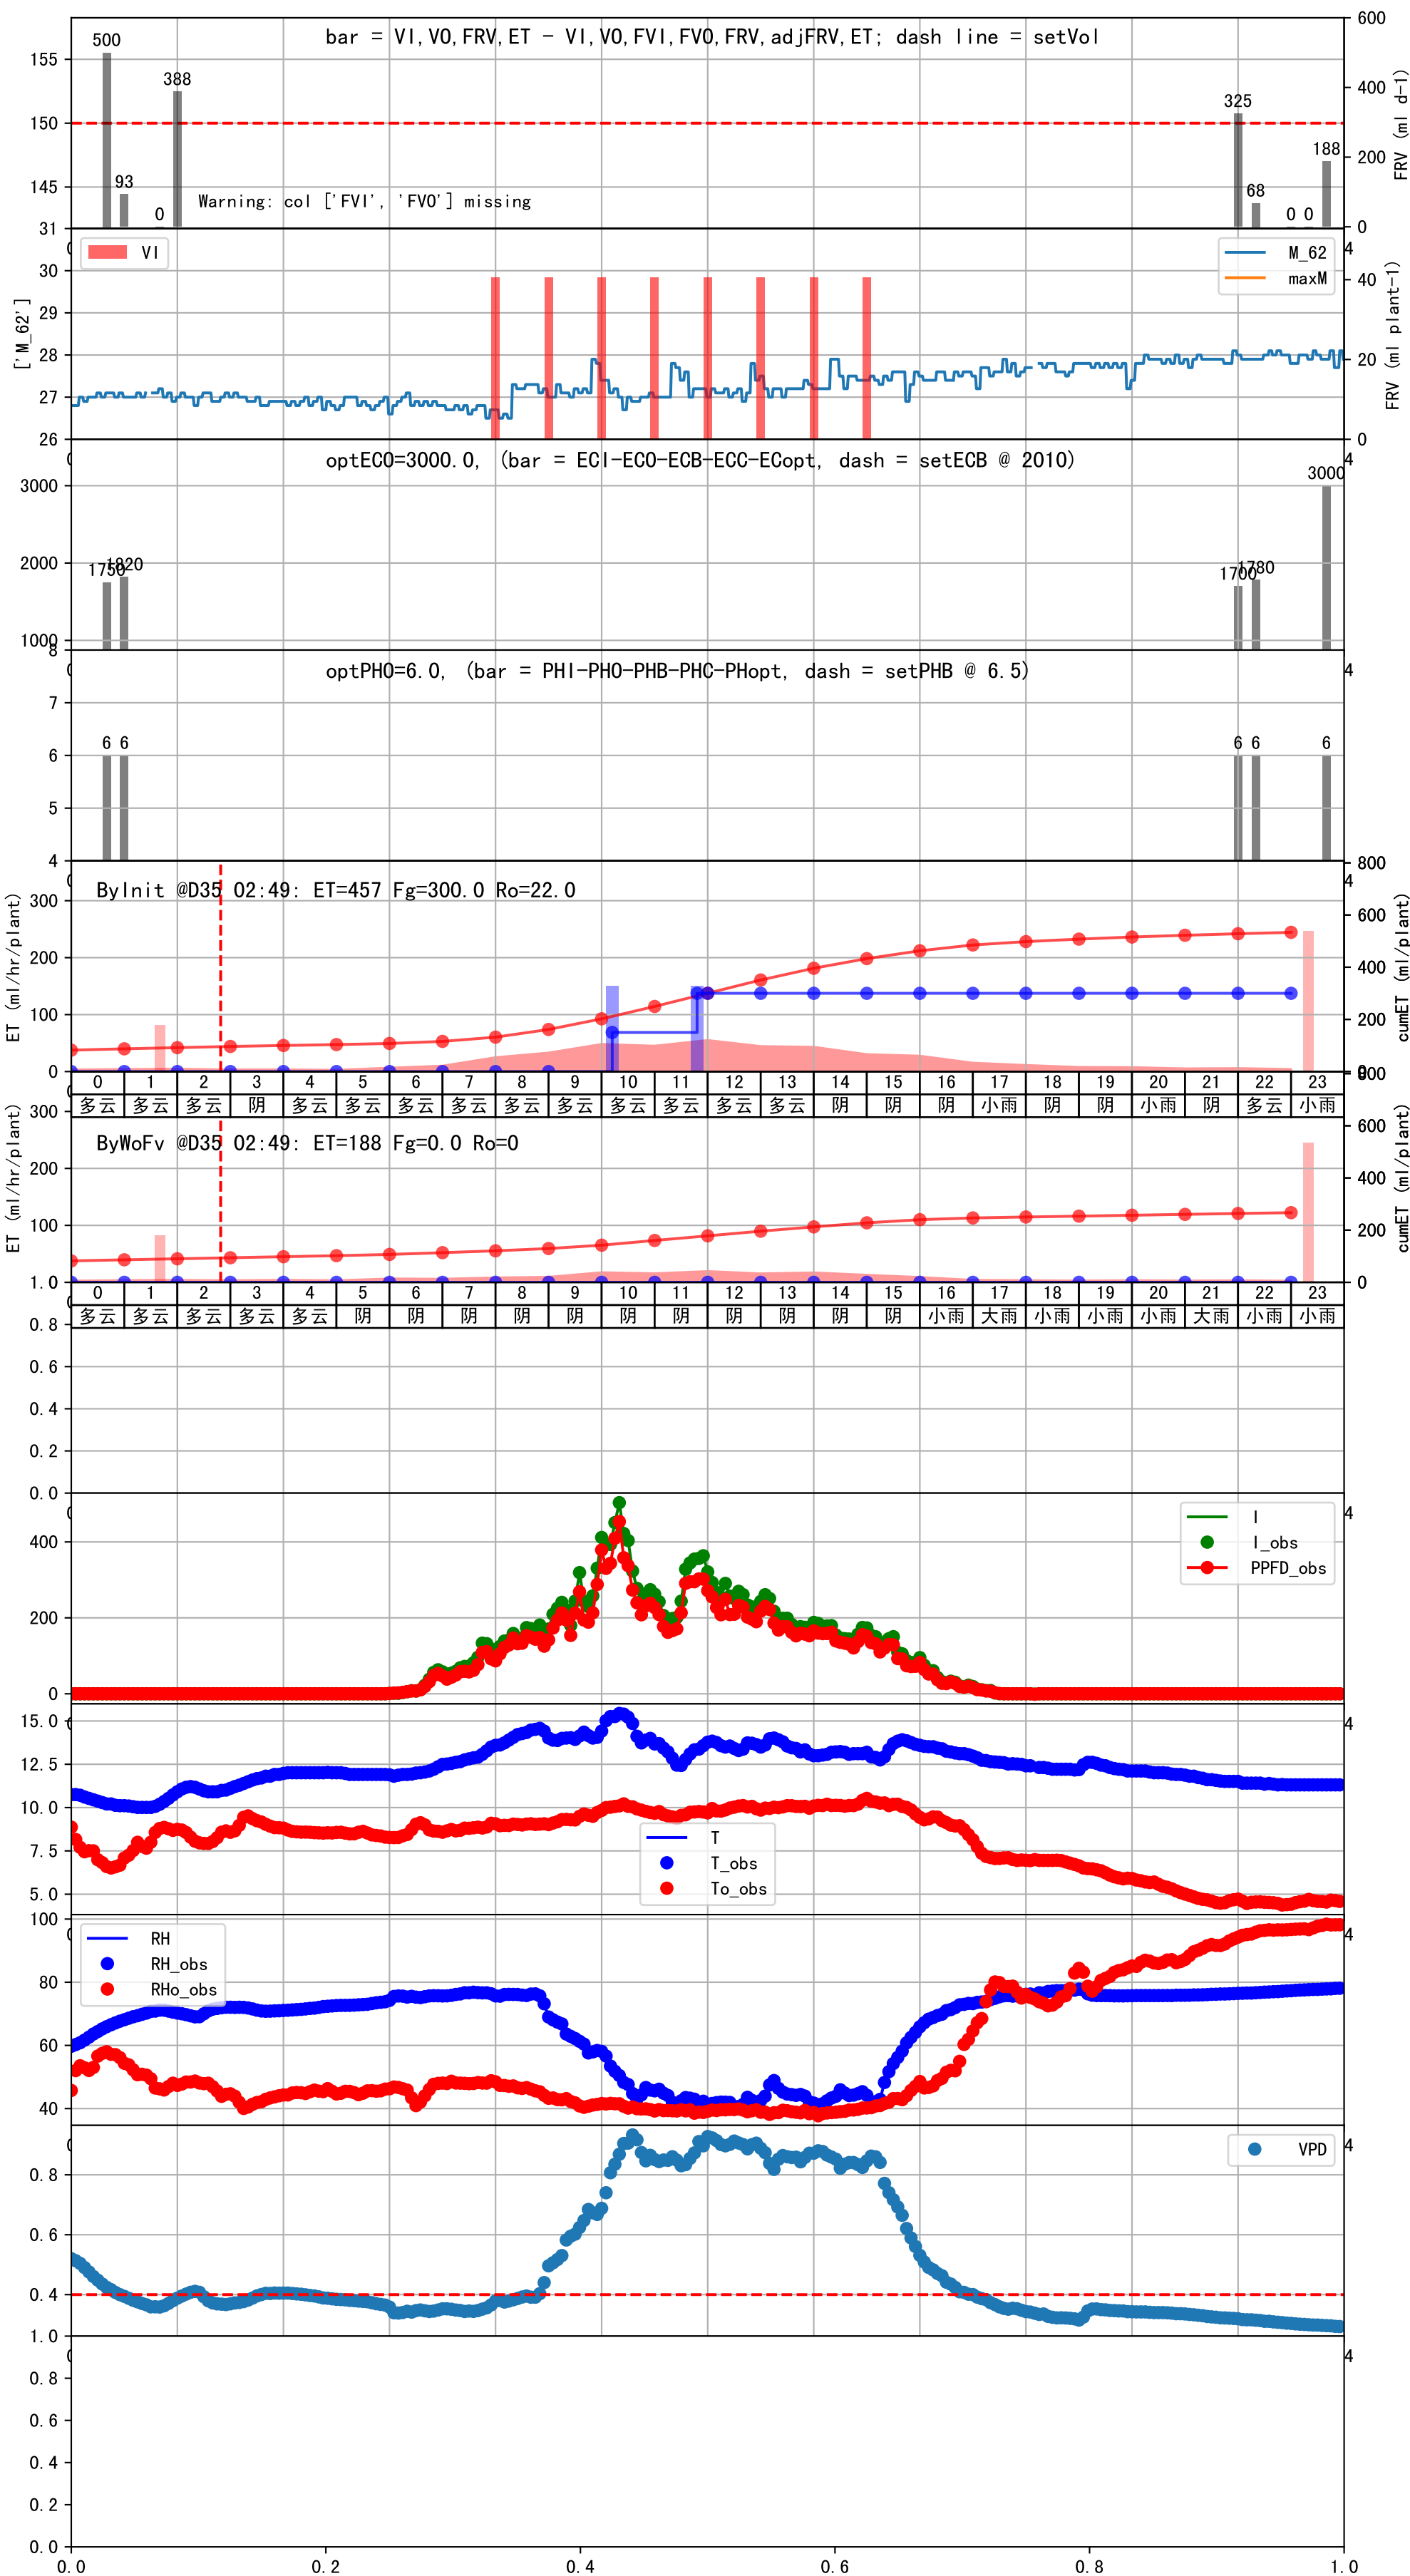 bar = VI,VO,FRV,ET - VI,VO,FVI,FVO,FRV,adjFRV,ET; dash line = setVol
500
93
0
388
325
68
0
0
188
Warning: col ['FVI', 'FVO'] missing
155
150
145
600
400
200
0
FRV (ml d-1)
VI
M_62
maxM
['M_62']
31
30
29
28
27
26
40
20
0
FRV (ml plant-1)
optECO=3000.0, (bar = ECI-ECO-ECB-ECC-ECopt, dash = setECB @ 2010)
3000
2000
1000
1750
1820
1700
1780
3000
optPHO=6.0, (bar = PHI-PHO-PHB-PHC-PHopt, dash = setPHB @ 6.5)
8
7
6
5
4
6 6
6 6
6
ByInit @D35 02:49: ET=457 Fg=300.0 Ro=22.0
ET (ml/hr/plant)
300
200
100
0
800
600
400
200
0
cumET (ml/plant)
0 1 2 3 4 5 6 7 8 9 10 11 12 13 14 15 16 17 18 19 20 21 22 23
多云 多云 多云 阴 多云 多云 多云 多云 多云 多云 多云 多云 多云 多云 阴 阴 阴 小雨 阴 阴 小雨 阴 多云 小雨
ByWoFv @D35 02:49: ET=188 Fg=0.0 Ro=0
ET (ml/hr/plant)
300
200
100
800
600
400
200
0
cumET (ml/plant)
0 1 2 3 4 5 6 7 8 9 10 11 12 13 14 15 16 17 18 19 20 21 22 23
多云 多云 多云 多云 多云 阴 阴 阴 阴 阴 阴 阴 阴 阴 阴 阴 小雨 大雨 小雨 小雨 小雨 大雨 小雨 小雨
1.0
0.8
0.6
0.4
0.2
0.0
I
I_obs
PPFD_obs
400
200
0
T
T_obs
To_obs
15.0
12.5
10.0
7.5
5.0
RH
RH_obs
RHo_obs
100
80
60
40
VPD
0.8
0.6
0.4
1.0
0.8
0.6
0.4
0.2
0.0
0.0 0.2 0.4 0.6 0.8 1.0